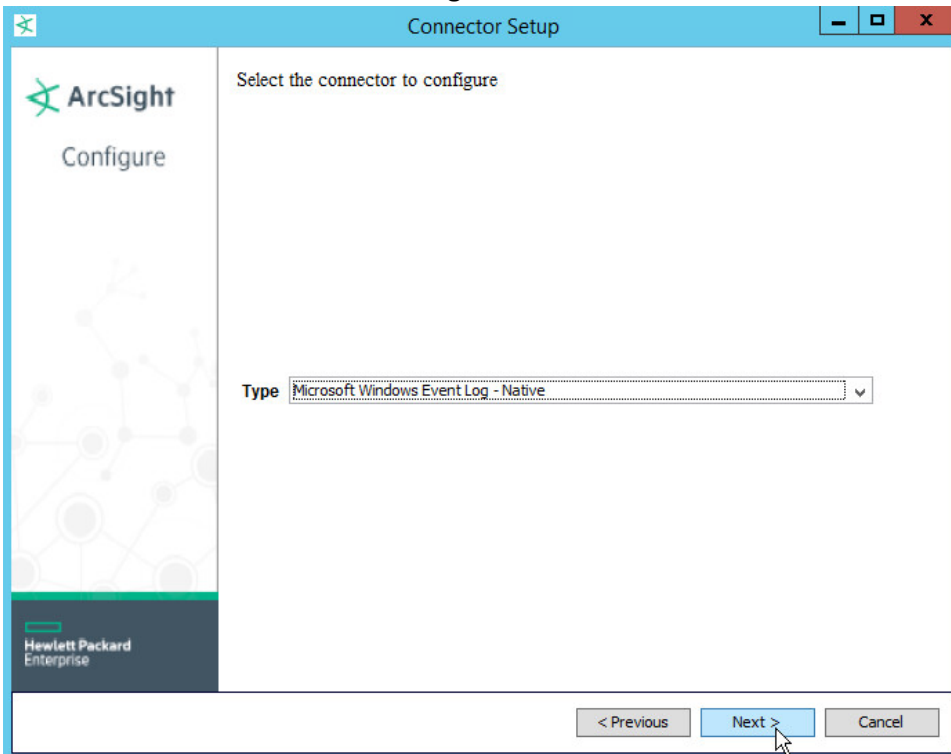 Connector Setup
ArcSight
Configure
Select the connector to configure
Type Microsoft Windows Event Log - Native
Hewlett Packard
Enterprise
< Previous Next > Cancel